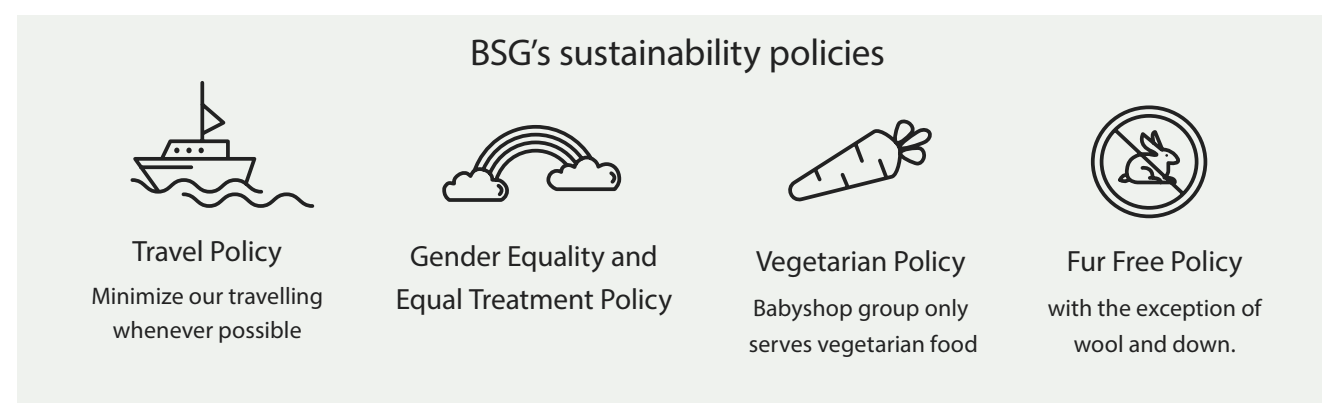 BSG's sustainability policies
Travel Policy
Minimize our travelling
whenever possible
Gender Equality and
Equal Treatment Policy
Vegetarian Policy
Babyshop group only
serves vegetarian food
Fur Free Policy
with the exception of
wool and down.